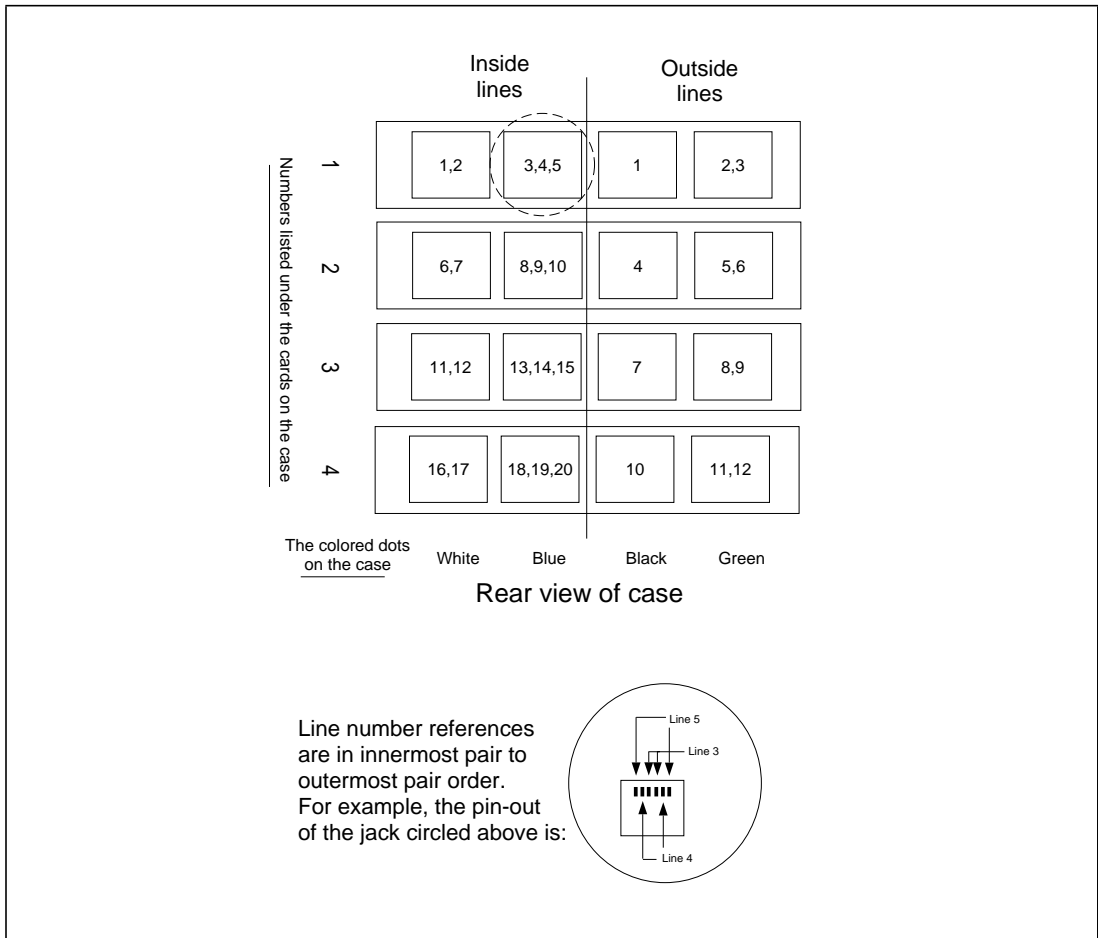 Inside
lines
Outside
lines
Numbers listed under the cards on the case
1
1,2
3,4,5
1
2,3
2
6,7
8,9,10
4
5,6
3
11,12
13,14,15
7
8,9
4
16,17
18,19,20
10
11,12
The colored dots
on the case
White
Blue
Black
Green
Rear view of case
Line number references
are in innermost pair to
outermost pair order.
For example, the pin-out
of the jack circled above is:
Line 5
Line 3
Line 4